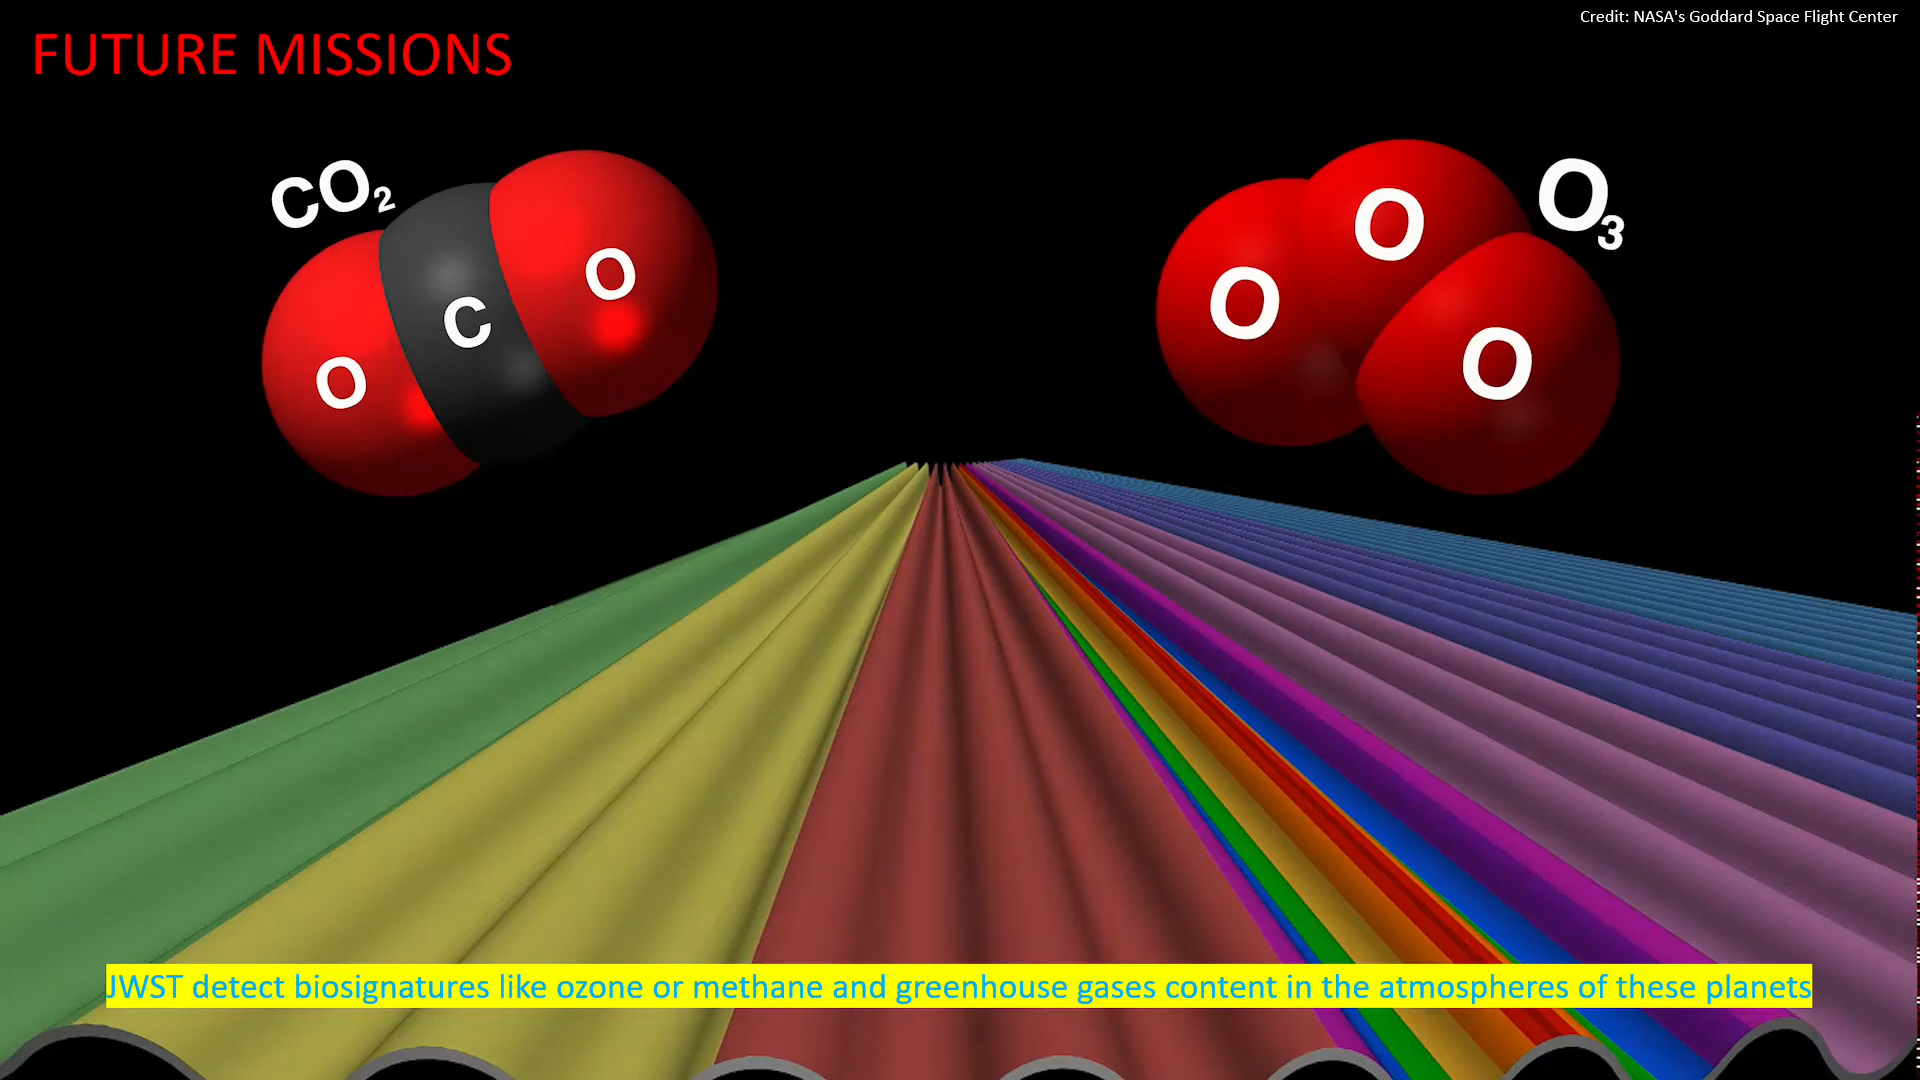 Credit: NASA's Goddard Space Flight Center
FUTURE MISSIONS
CO₂
O
C
O
O₃
O
O
O
JWST detect biosignatures like ozone or methane and greenhouse gases content in the atmospheres of these planets